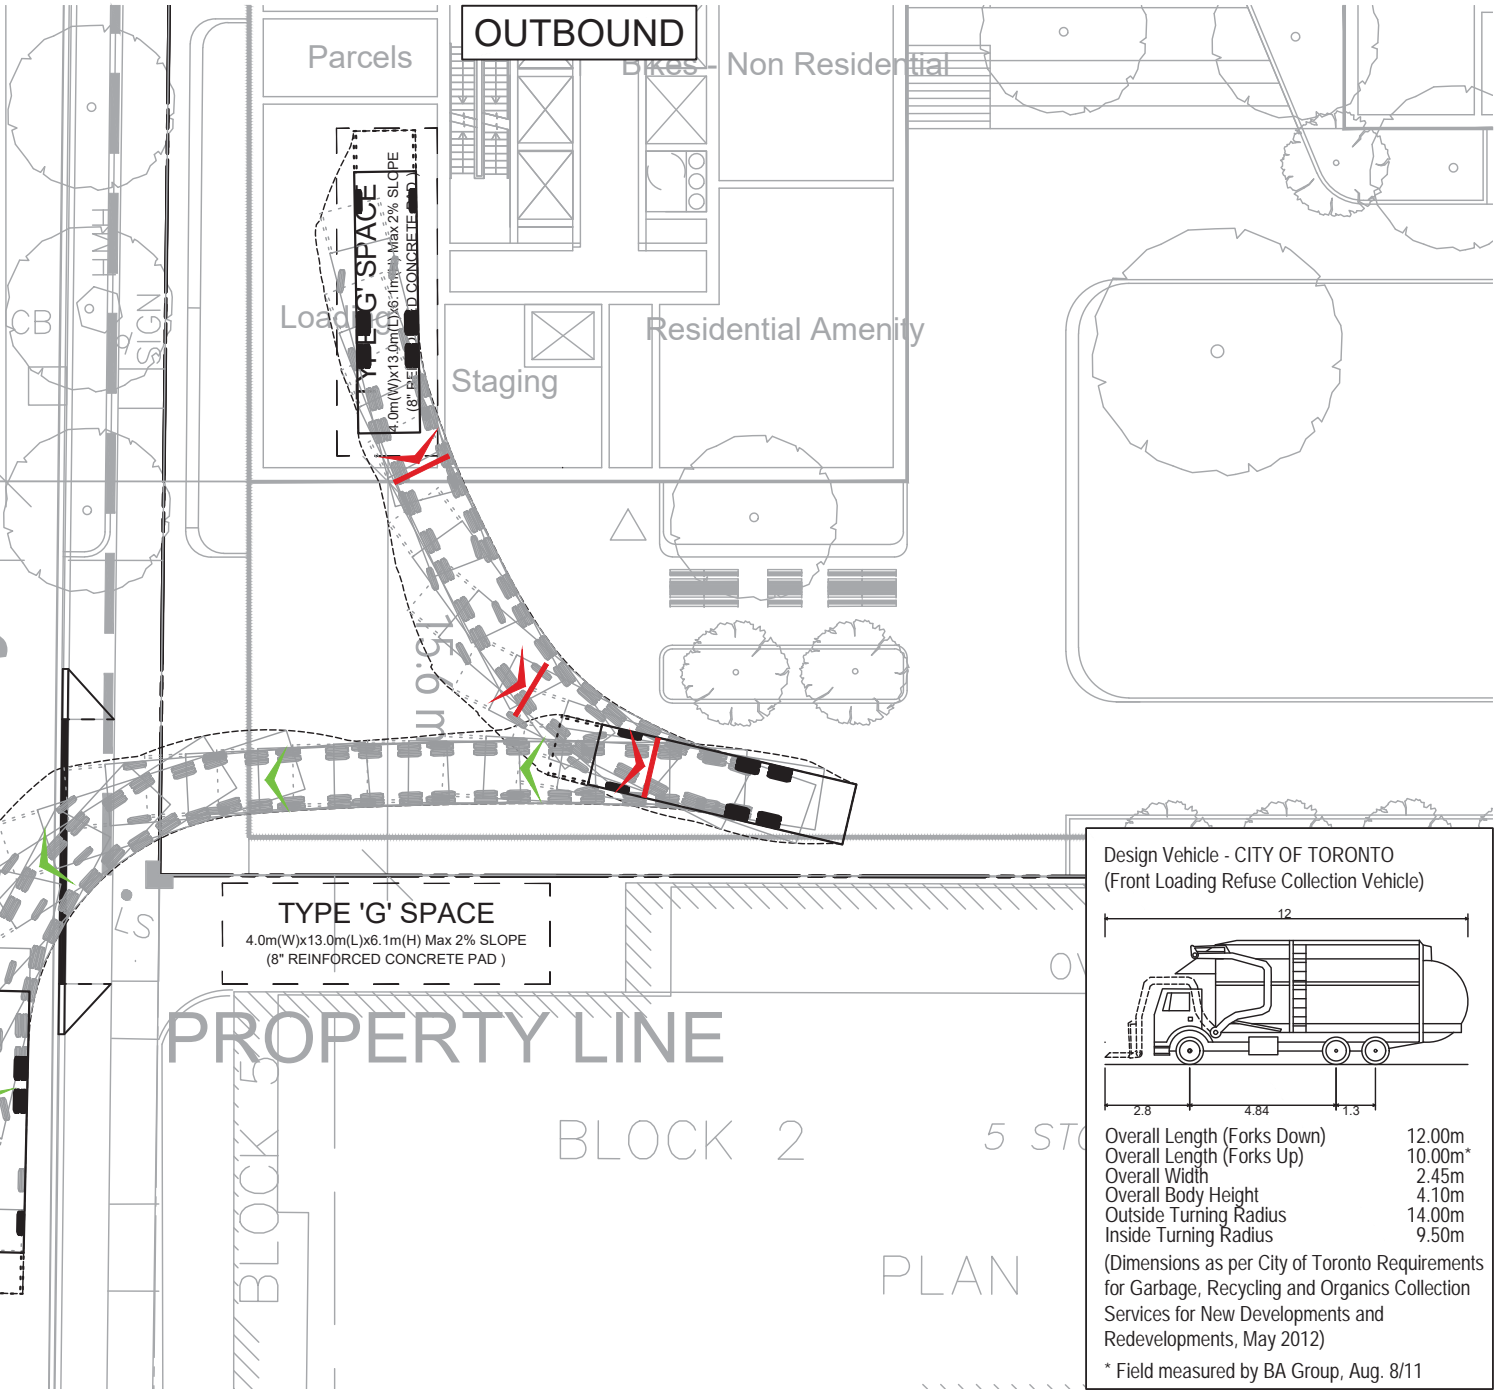 OUTBOUND
Parcels
Bikes - Non Residential
TYPE 'G' SPACE
4.0m(W)x13.0m(L)x6.1m(H) Max 2% SLOPE
HMH
CB
SIGN
Loading
Residential Amenity
Staging
15.0 m
LS
TYPE 'G' SPACE
4.0m(W)x13.0m(L)x6.1m(H) Max 2% SLOPE
(8" REINFORCED CONCRETE PAD )
PROPERTY LINE
BLOCK 5
BLOCK 2
5 STO
PLAN
Design Vehicle - CITY OF TORONTO
(Front Loading Refuse Collection Vehicle)
12
2.8
4.84
1.3
Overall Length (Forks Down) 12.00m
Overall Length (Forks Up) 10.00m*
Overall Width 2.45m
Overall Body Height 4.10m
Outside Turning Radius 14.00m
Inside Turning Radius 9.50m
(Dimensions as per City of Toronto Requirements
for Garbage, Recycling and Organics Collection
Services for New Developments and
Redevelopments, May 2012)
* Field measured by BA Group, Aug. 8/11